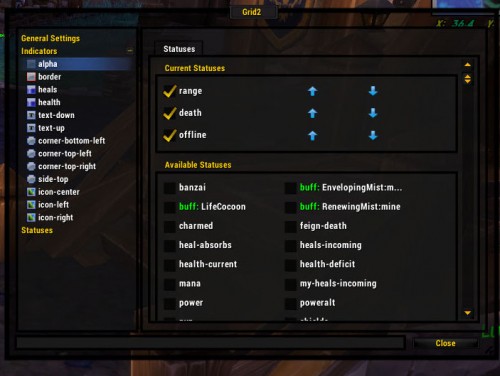 Grid2
X: 36.4
General Settings
Indicators
alpha
border
heals
health
text-down
text-up
corner-bottom-left
corner-top-left
corner-top-right
side-top
icon-center
icon-left
icon-right
Statuses
Statuses
Current Statuses
range
death
offline
Available Statuses
banzai
buff: EnvelopingMist:m...
buff: LifeCocoon
buff: RenewingMist:mine
charmed
feign-death
heal-absorbs
heals-incoming
health-current
health-deficit
mana
my-heals-incoming
power
poweralt
shields
Close